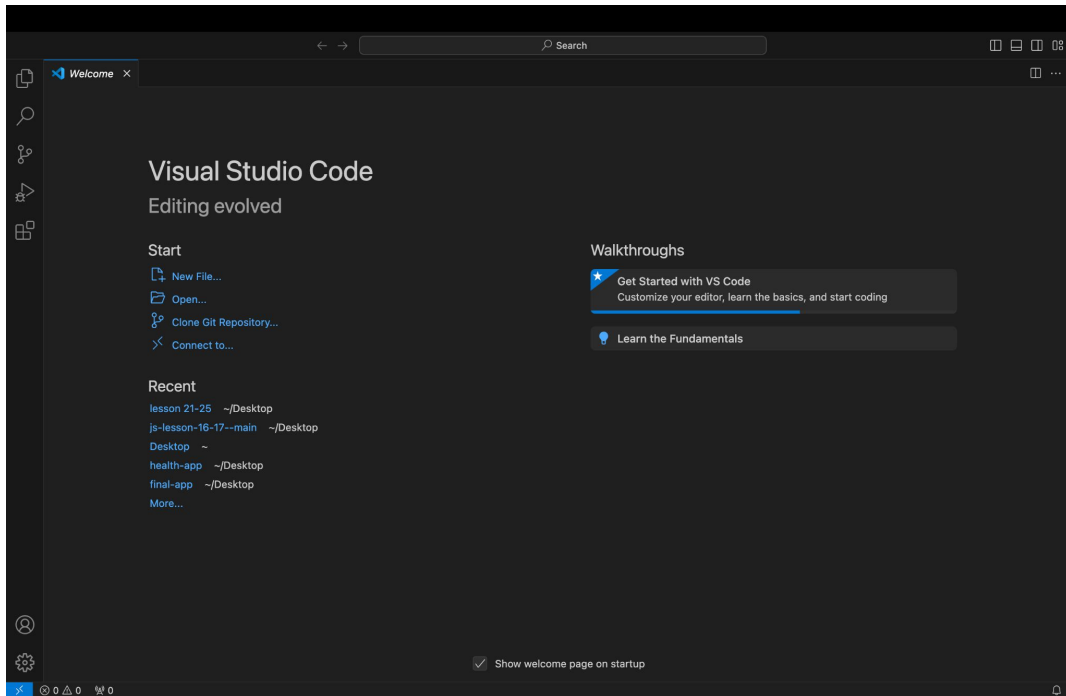 Search
Welcome
Visual Studio Code
Editing evolved
Start
New File...
Open...
Clone Git Repository...
Connect to...
Recent
lesson 21-25 ~/Desktop
js-lesson-16-17--main ~/Desktop
Desktop ~
health-app ~/Desktop
final-app ~/Desktop
More...
Walkthroughs
Get Started with VS Code
Customize your editor, learn the basics, and start coding
Learn the Fundamentals
Show welcome page on startup
0 0 0